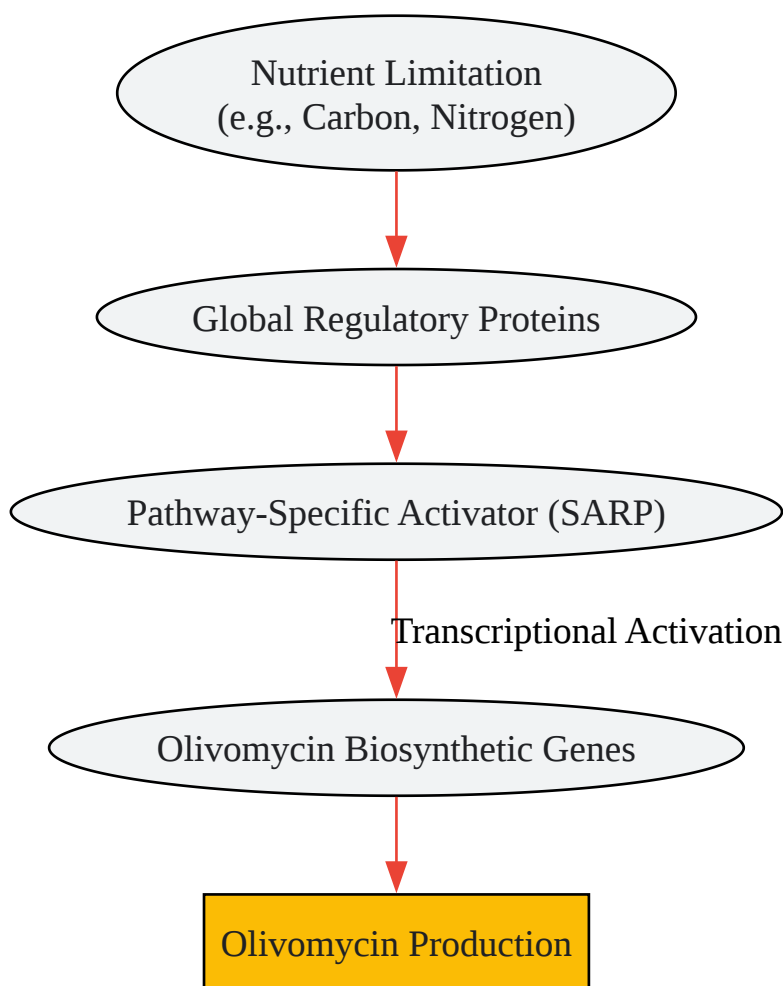 Nutrient Limitation
(e.g., Carbon, Nitrogen)
Global Regulatory Proteins
Pathway-Specific Activator (SARP)
Transcriptional Activation
Olivomycin Biosynthetic Genes
Olivomycin Production